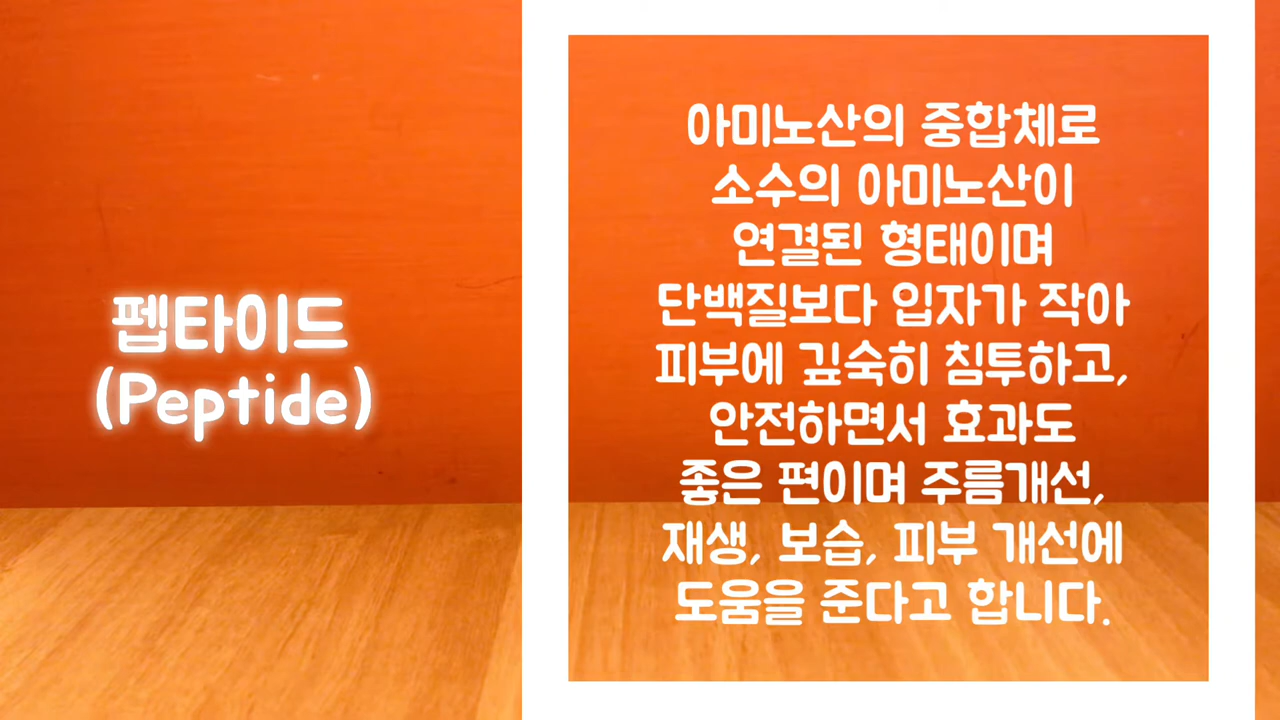 펩타이드
(Peptide)
아미노산의 중합체로
소수의 아미노산이
연결된 형태이며
단백질보다 입자가 작아
피부에 깊숙히 침투하고,
안전하면서 효과도
좋은 편이며 주름개선,
재생, 보습, 피부 개선에
도움을 준다고 합니다.